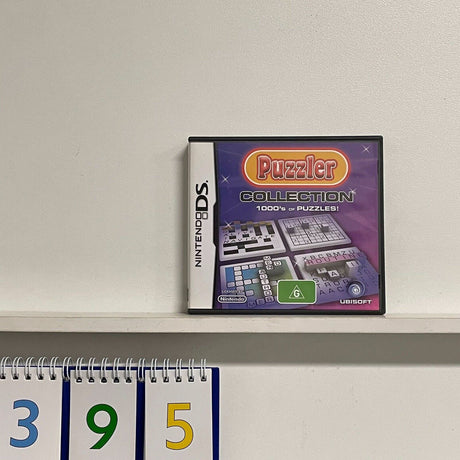 NINTENDO DS.
Puzzler
COLLECTION
1000's OF PUZZLES!
G
Nintendo
UBISOFT
3 9 5